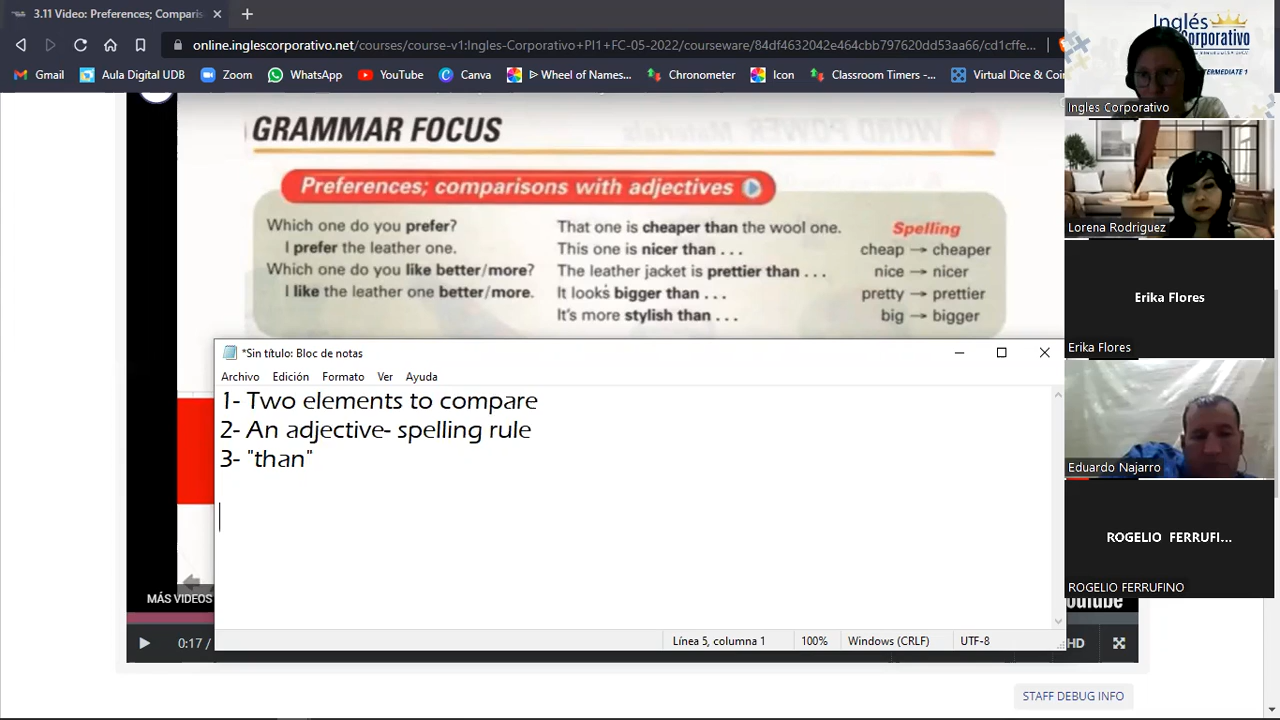 3.11 Video: Preferences; Comparis
online.inglescorporativo.net/courses/course-v1:Ingles-Corporativo+PI1+FC-05-2022/courseware/84df4632042e464cbb797620dd53aa66/cd1cffe...
Gmail
Aula Digital UDB
Zoom
WhatsApp
YouTube
Canva
ᐅ Wheel of Names...
Chronometer
Icon
Classroom Timers -...
Virtual Dice & Coin
GRAMMAR FOCUS
Preferences; comparisons with adjectives
Which one do you prefer?
I prefer the leather one.
Which one do you like better/more?
I like the leather one better/more.
That one is cheaper than the wool one.
This one is nicer than . . .
The leather jacket is prettier than . . .
It looks bigger than . . .
It's more stylish than . . .
Spelling
cheap → cheaper
nice → nicer
pretty → prettier
big → bigger
*Sin título: Bloc de notas
Archivo Edición Formato Ver Ayuda
1- Two elements to compare
2- An adjective- spelling rule
3- "than"
Línea 5, columna 1
100%
Windows (CRLF)
UTF-8
MÁS VIDEOS
0:17 /
HD
STAFF DEBUG INFO
Inglés
Corporativo
INTERMEDIATE 1
Ingles Corporativo
Lorena Rodriguez
Erika Flores
Erika Flores
Eduardo Najarro
ROGELIO FERRUFI...
ROGELIO FERRUFINO